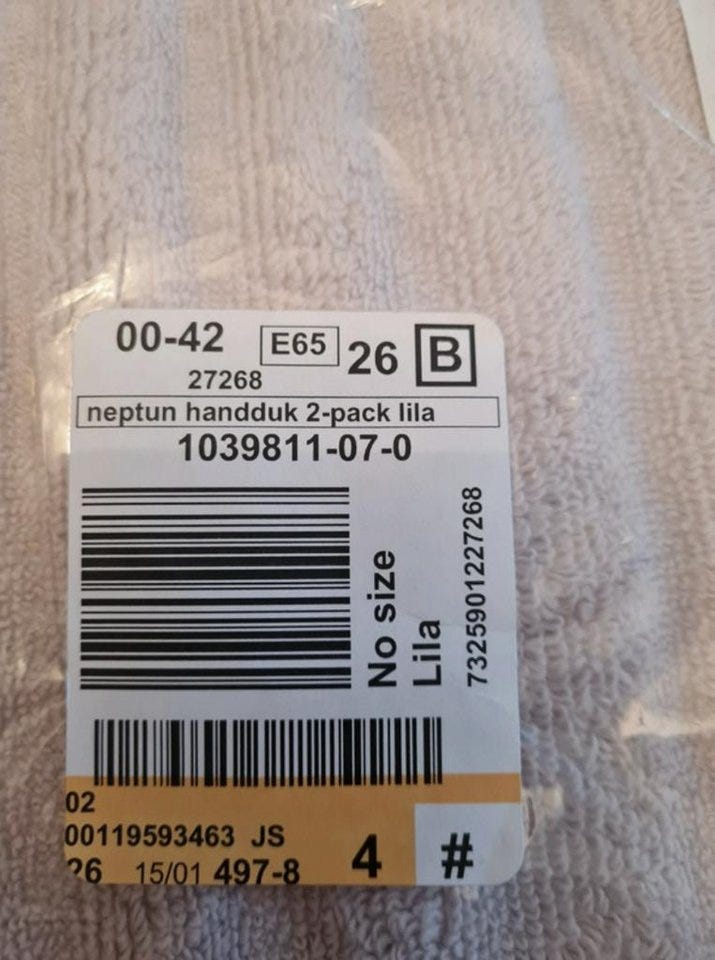 00-42 E65 26 B
27268
neptun handduk 2-pack lila
1039811-07-0
No size
Lila
7325901227268
02
00119593463 JS
26 15/01 497-8 4 #